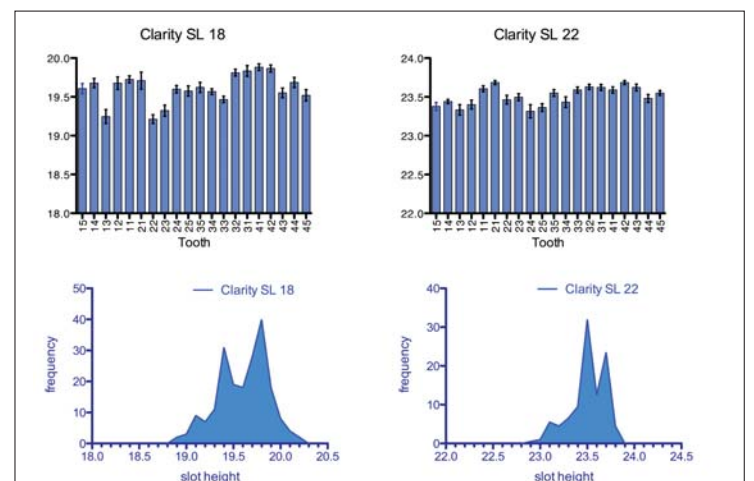 Clarity SL 18
20.0
19.5
19.0
18.5
18.0
15 14 13 12 11 21 22 23 24 25 35 34 33 32 31 41 42 43 44 45
Tooth
Clarity SL 22
24.0
23.5
23.0
22.5
22.0
15 14 13 12 11 21 22 23 24 25 35 34 33 32 31 41 42 43 44 45
Tooth
50
40
30
20
10
0
frequency
Clarity SL 18
18.0 18.5 19.0 19.5 20.0 20.5
slot height
40
30
20
10
0
frequency
Clarity SL 22
22.0 22.5 23.0 23.5 24.0 24.5
slot height